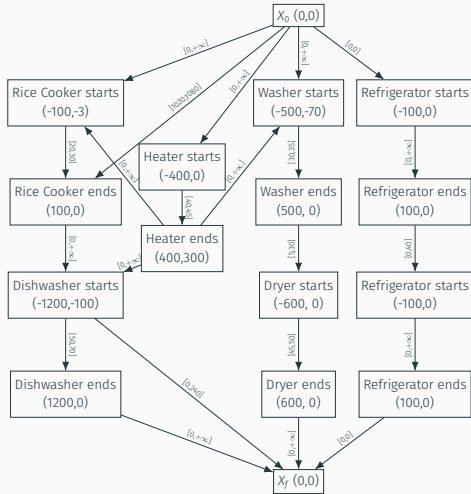 X₀ (0,0)
[0,+∞]
[1020,1080]
[0,+∞]
[0,+∞]
[0,0]
Rice Cooker starts
(-100,-3)
Washer starts
(-500,-70)
Refrigerator starts
(-100,0)
Heater starts
(-400,0)
[20,30]
[0,+∞]
[0,+∞]
[30,35]
[0,+∞]
[40,45]
Rice Cooker ends
(100,0)
Washer ends
(500, 0)
Refrigerator ends
(100,0)
Heater ends
(400,300)
[0,+∞]
[0,+∞]
[5,30]
[0,40]
Dishwasher starts
(-1200,-100)
Dryer starts
(-600, 0)
Refrigerator starts
(-100,0)
[50,70]
[0,240]
[45,50]
[0,+∞]
Dishwasher ends
(1200,0)
Dryer ends
(600, 0)
Refrigerator ends
(100,0)
[0,+∞]
[0,+∞]
[0,0]
X_f (0,0)